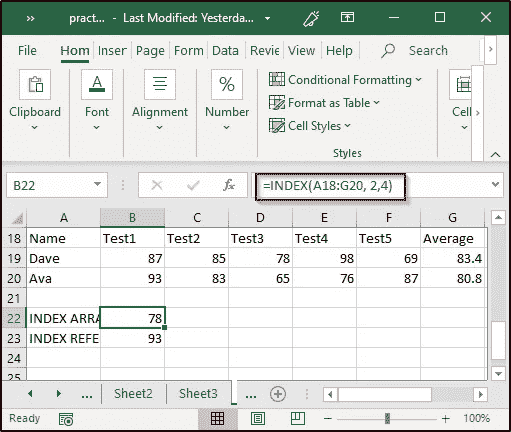 » pract... - Last Modified: Yesterda...
File Hom Inser Page Form Data Revie View Search
Clipboard Font Alignment % Number Conditional Formatting Format as Table Cell Styles Styles Cell
B22 fx =INDEX(A18:G20, 2,4)
A B C D E F G
18 Name Test1 Test2 Test3 Test4 Test5 Average
19 Dave 87 85 78 98 69 83.4
20 Ava 93 83 65 76 87 80.8
21
22 INDEX ARRA 78
23 INDEX REFE 93
24
25
... Sheet2 Sheet3 ...
Ready 100%